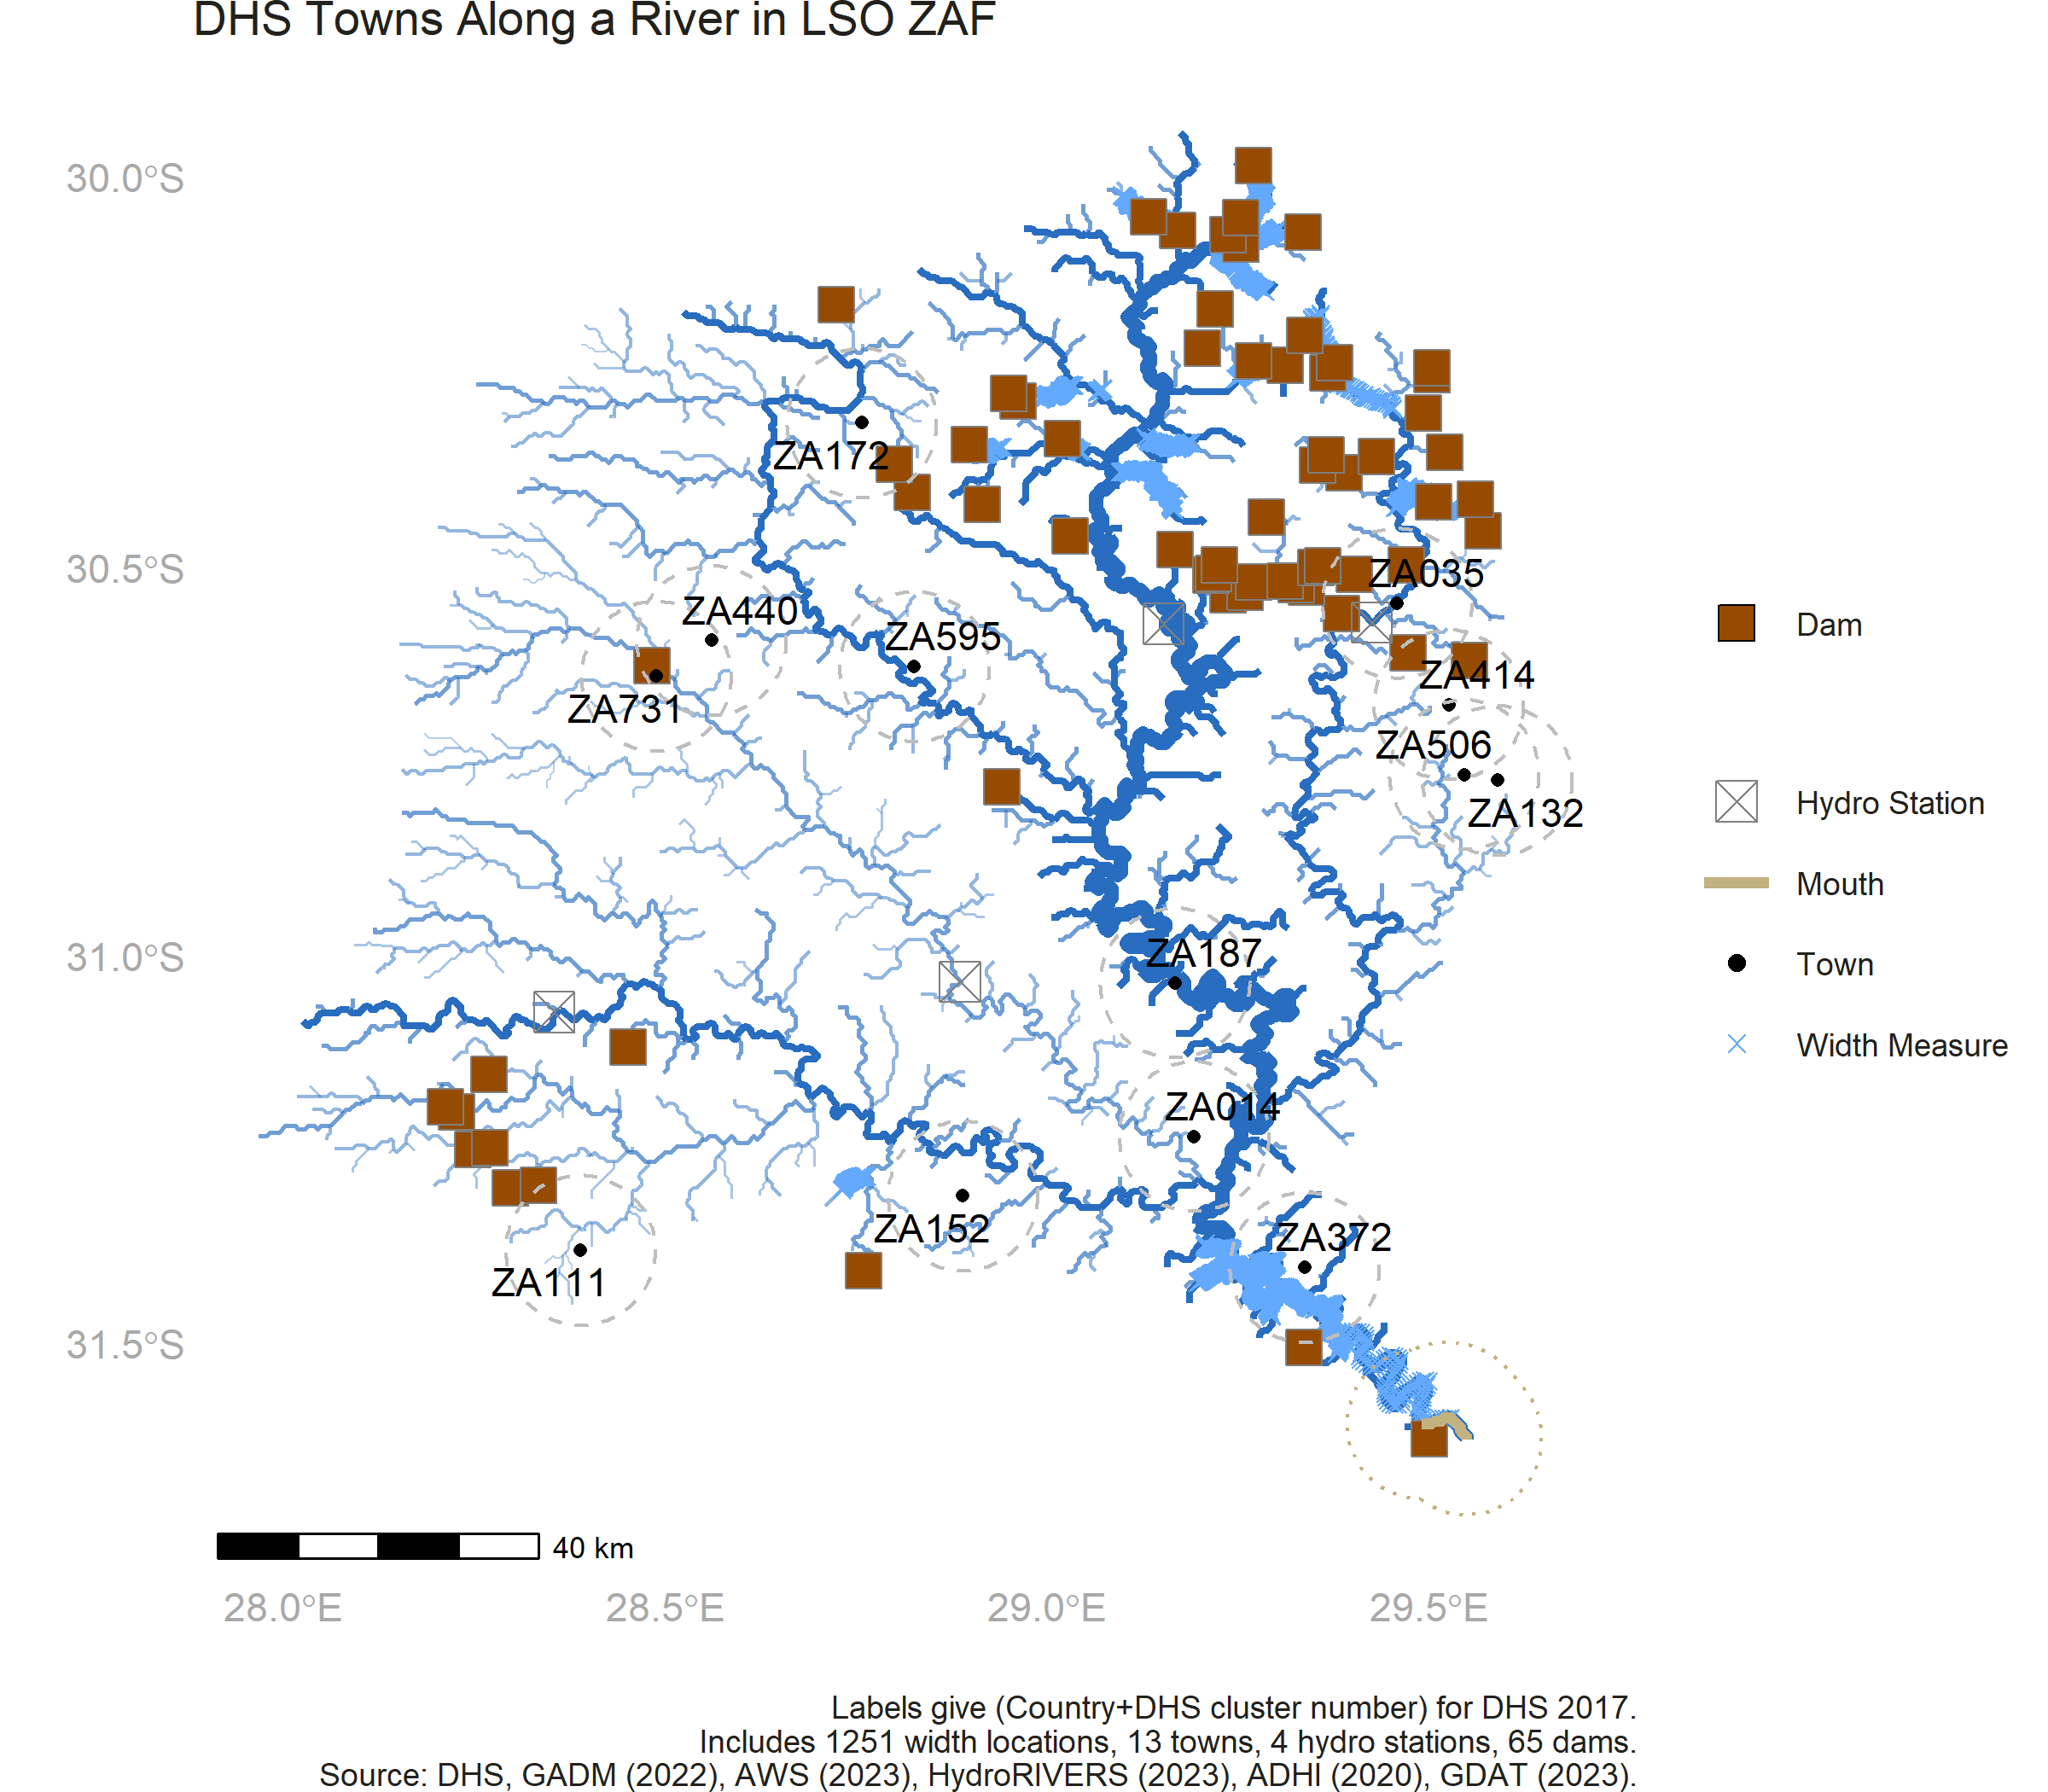 DHS Towns Along a River in LSO ZAF
30.0°S
30.5°S
31.0°S
31.5°S
28.0°E
28.5°E
29.0°E
29.5°E
ZA172
ZA035
ZA440
ZA595
ZA414
ZA731
ZA506
ZA132
ZA187
ZA014
ZA152
ZA372
ZA111
40 km
Dam
Hydro Station
Mouth
Town
Width Measure
Labels give (Country+DHS cluster number) for DHS 2017.
Includes 1251 width locations, 13 towns, 4 hydro stations, 65 dams.
Source: DHS, GADM (2022), AWS (2023), HydroRIVERS (2023), ADHI (2020), GDAT (2023).